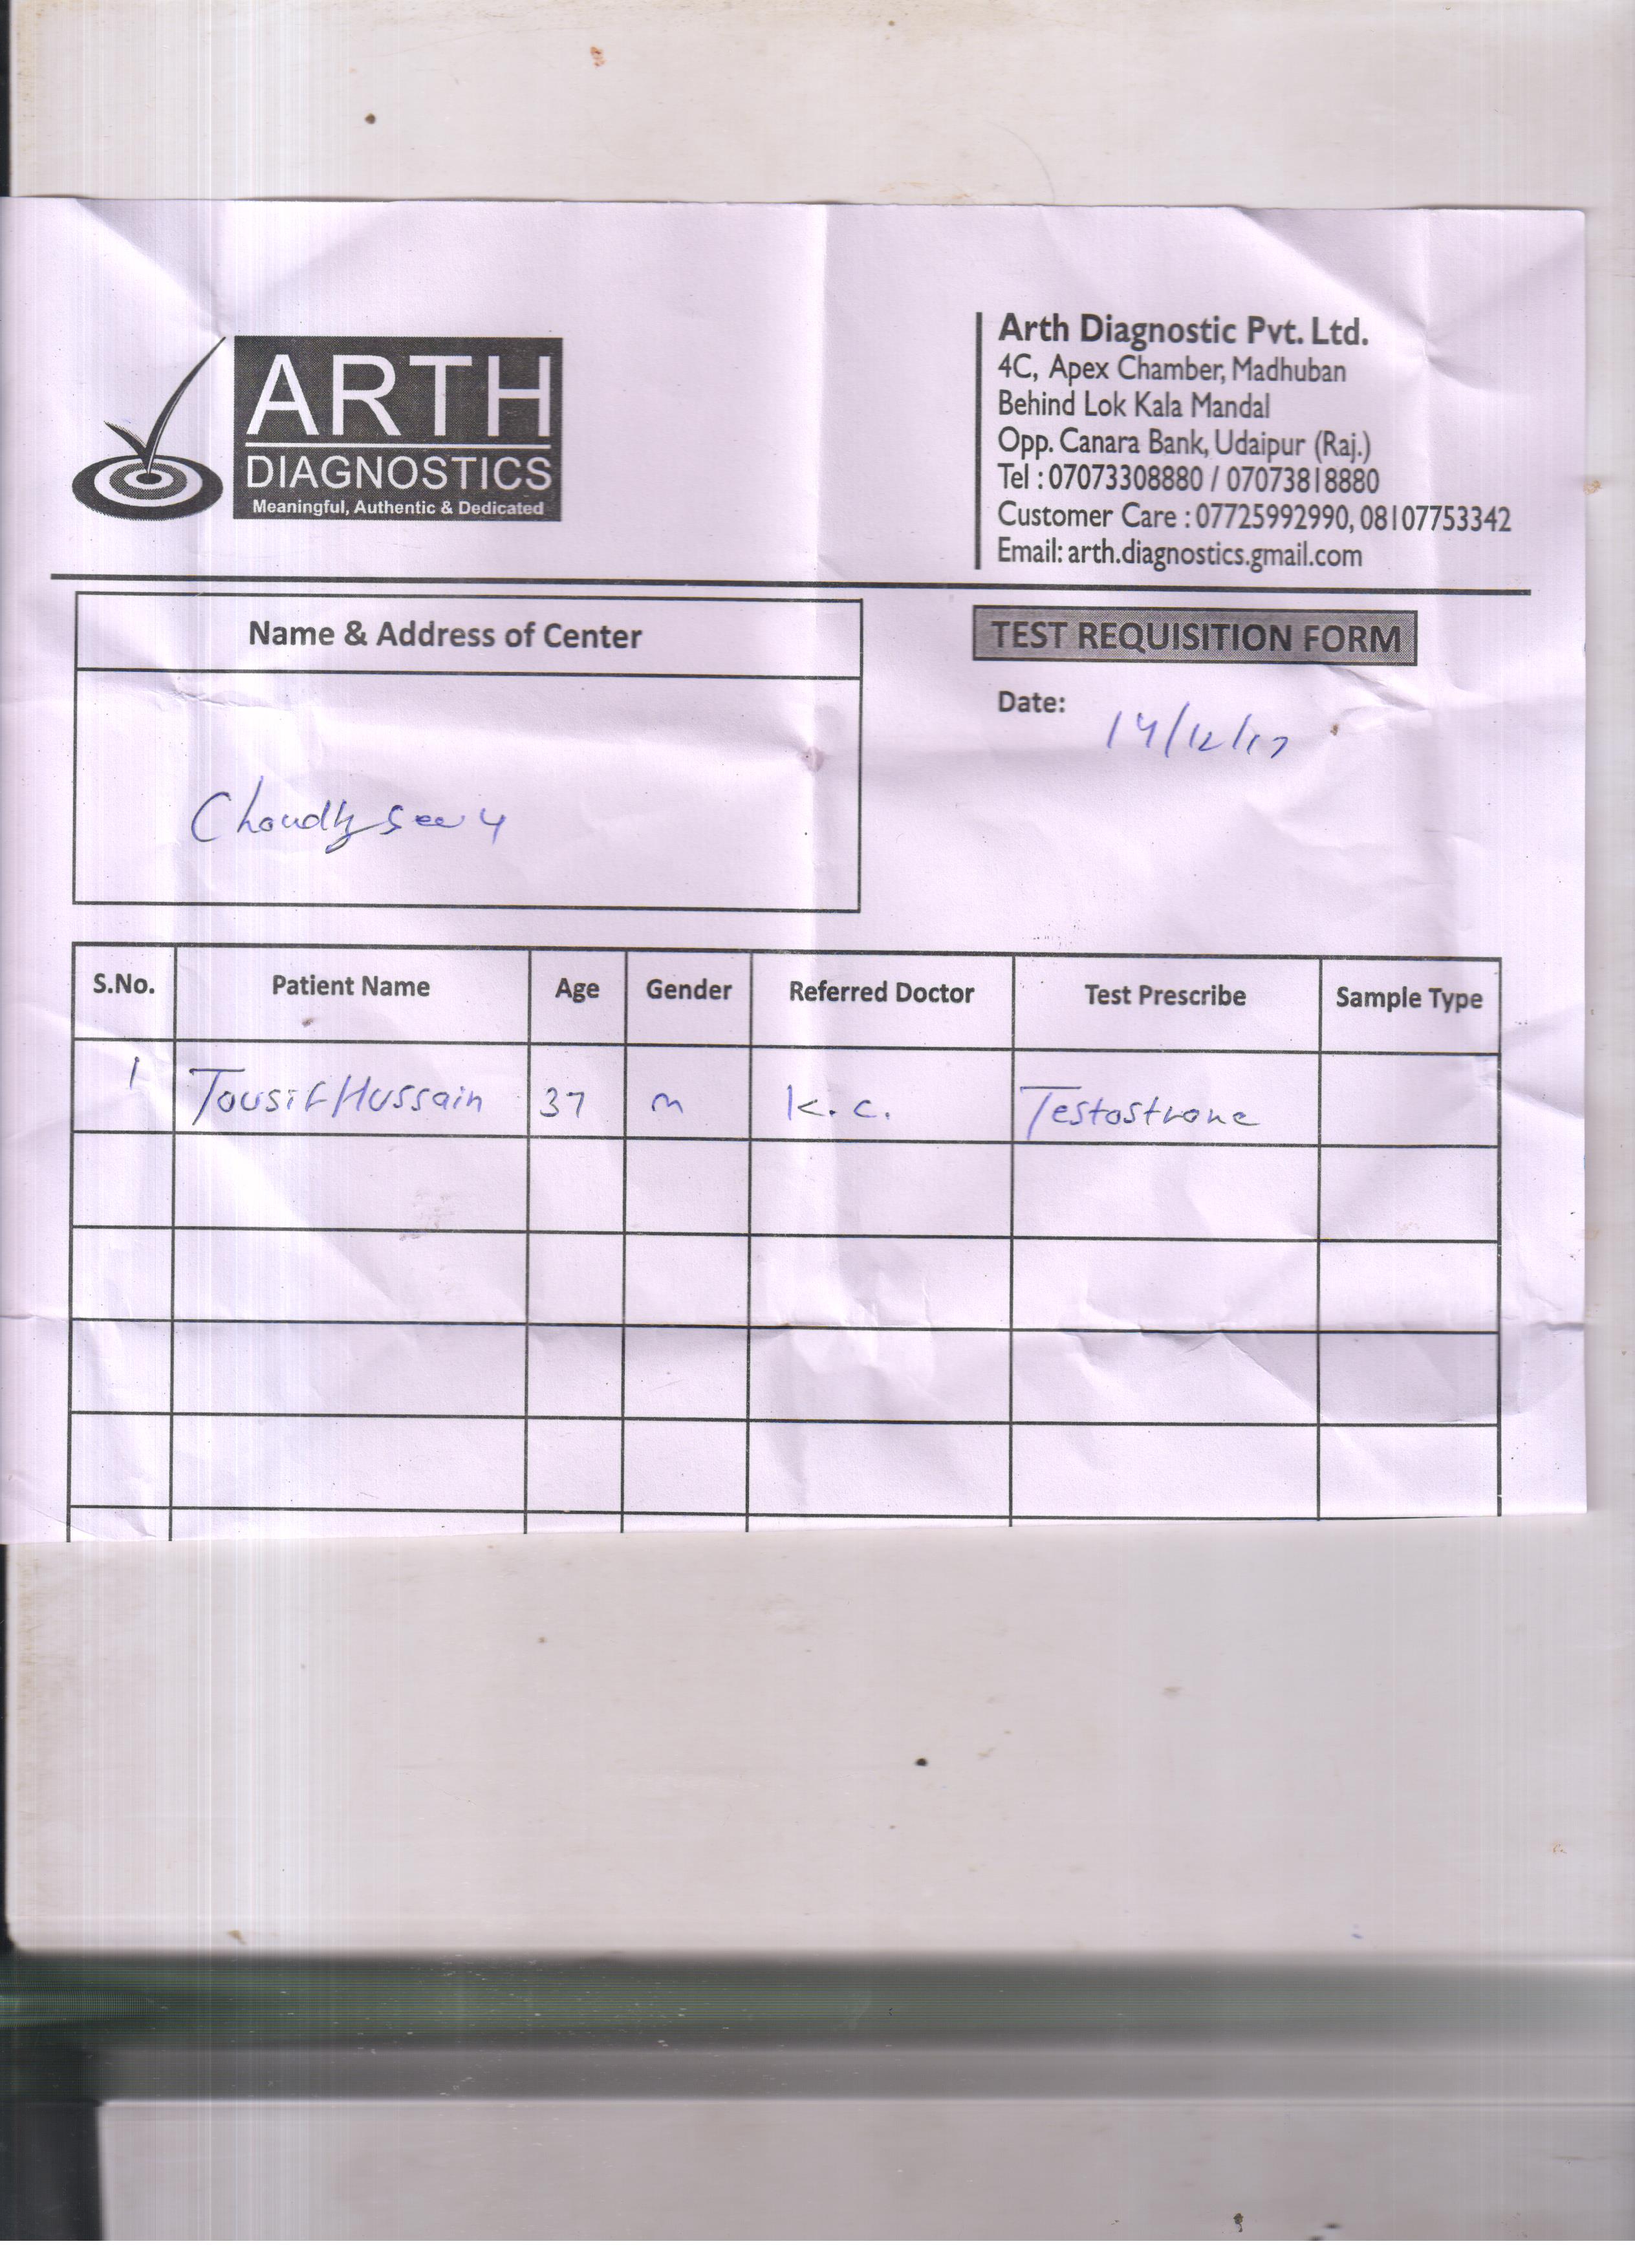 ARTH
DIAGNOSTICS
Meaningful, Authentic & Dedicated
Arth Diagnostic Pvt. Ltd.
4C, Apex Chamber, Madhuban
Behind Lok Kala Mandal
Opp. Canara Bank, Udaipur (Raj.)
Tel : 07073308880 / 07073818880
Customer Care : 07725992990, 08107753342
Email: arth.diagnostics.gmail.com
Name & Address of Center
TEST REQUISITION FORM
Date: 14/12/17
S.No. Patient Name Age Gender Referred Doctor Test Prescribe Sample Type
1 Tousif Hussain 37 m K. C. Testostrone